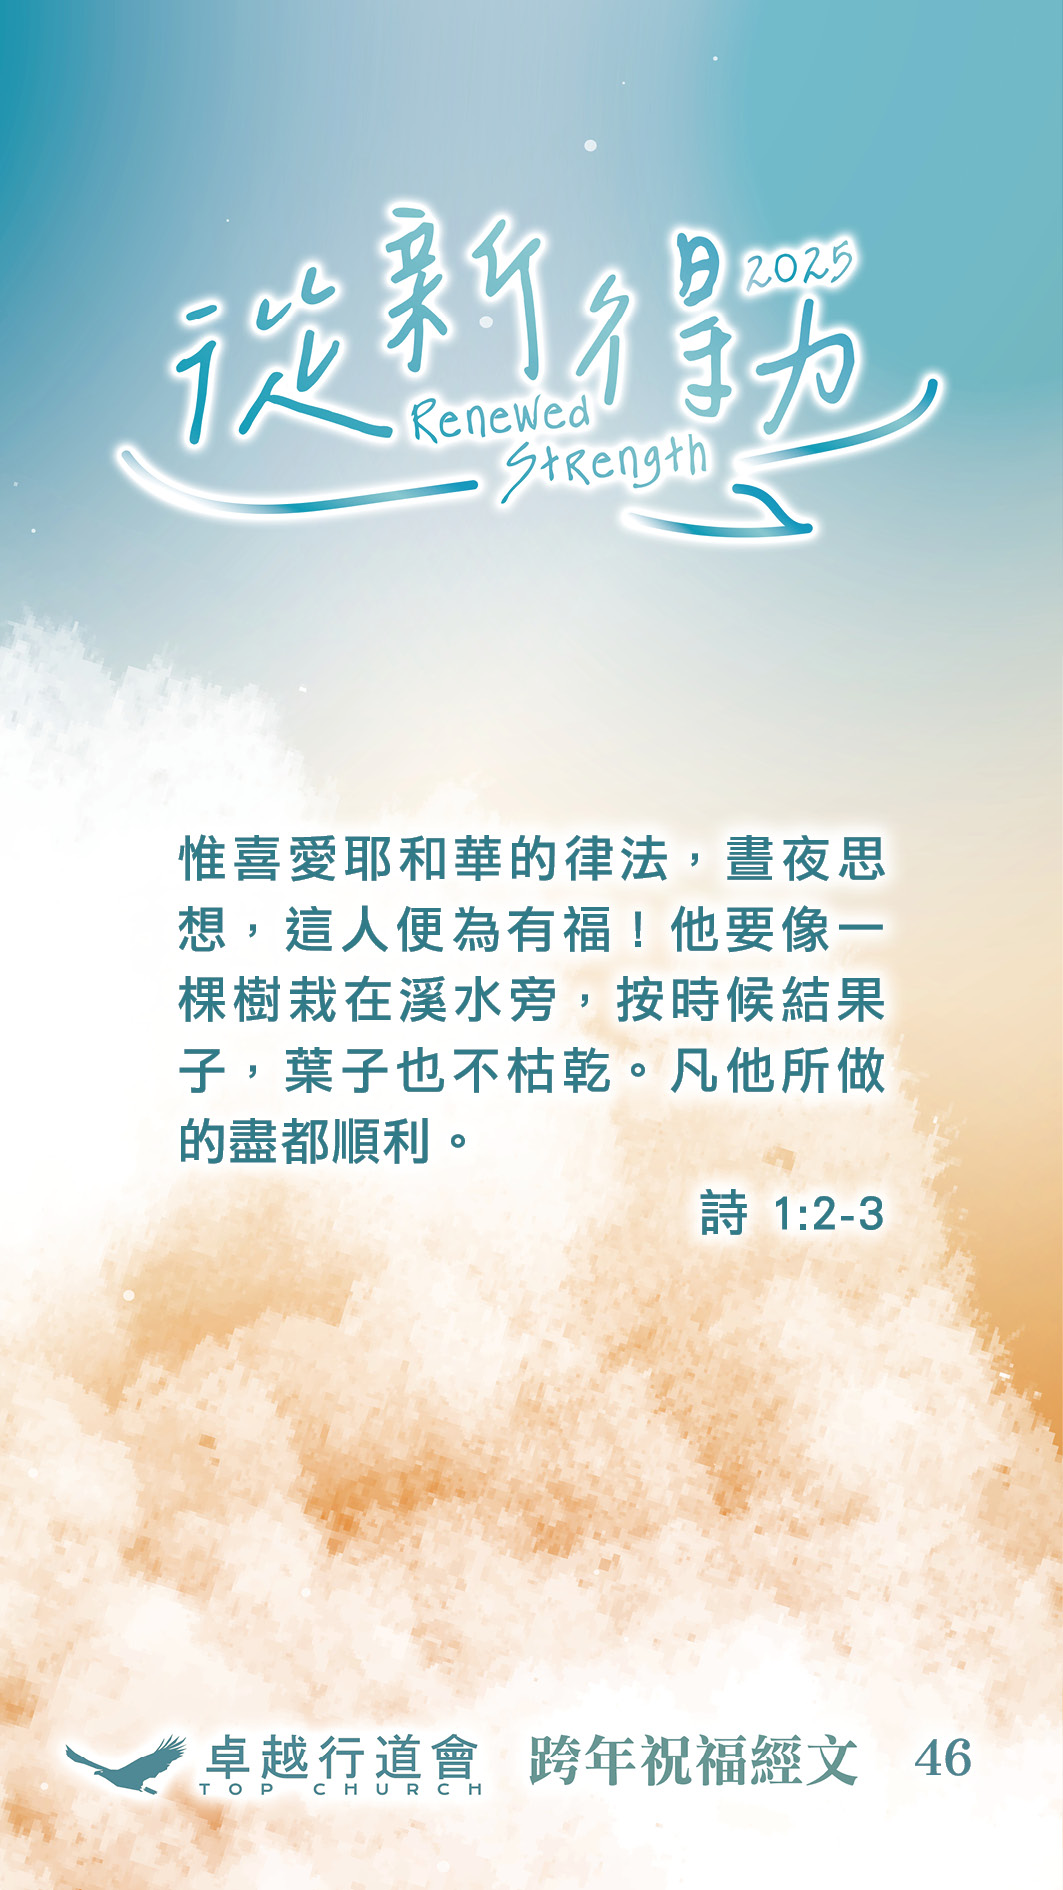 從新得力 2025
Renewed
Strength
惟喜愛耶和華的律法，晝夜思
想，這人便為有福！他要像一
棵樹栽在溪水旁，按時候結果
子，葉子也不枯乾。凡他所做
的盡都順利。
詩 1:2-3
卓越行道會 跨年祝福經文 46
TOP CHURCH